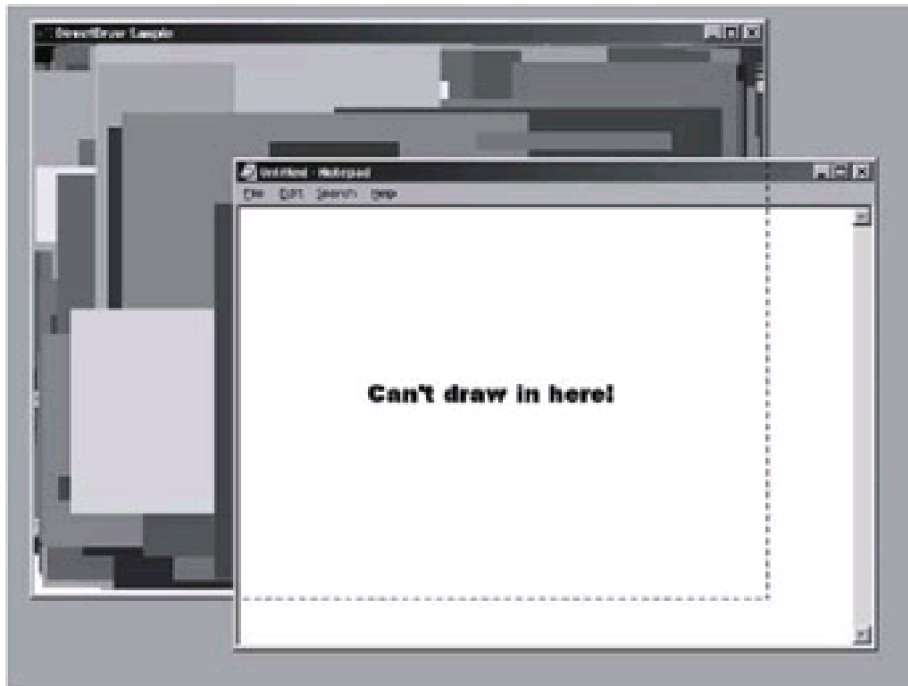 DirectDraw Sample
Untitled - Notepad
File Edit Search Help
Can't draw in here!